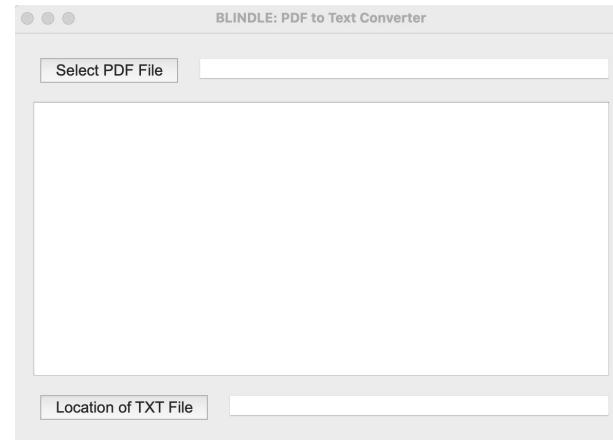 BLINDLE: PDF to Text Converter
Select PDF File
Location of TXT File